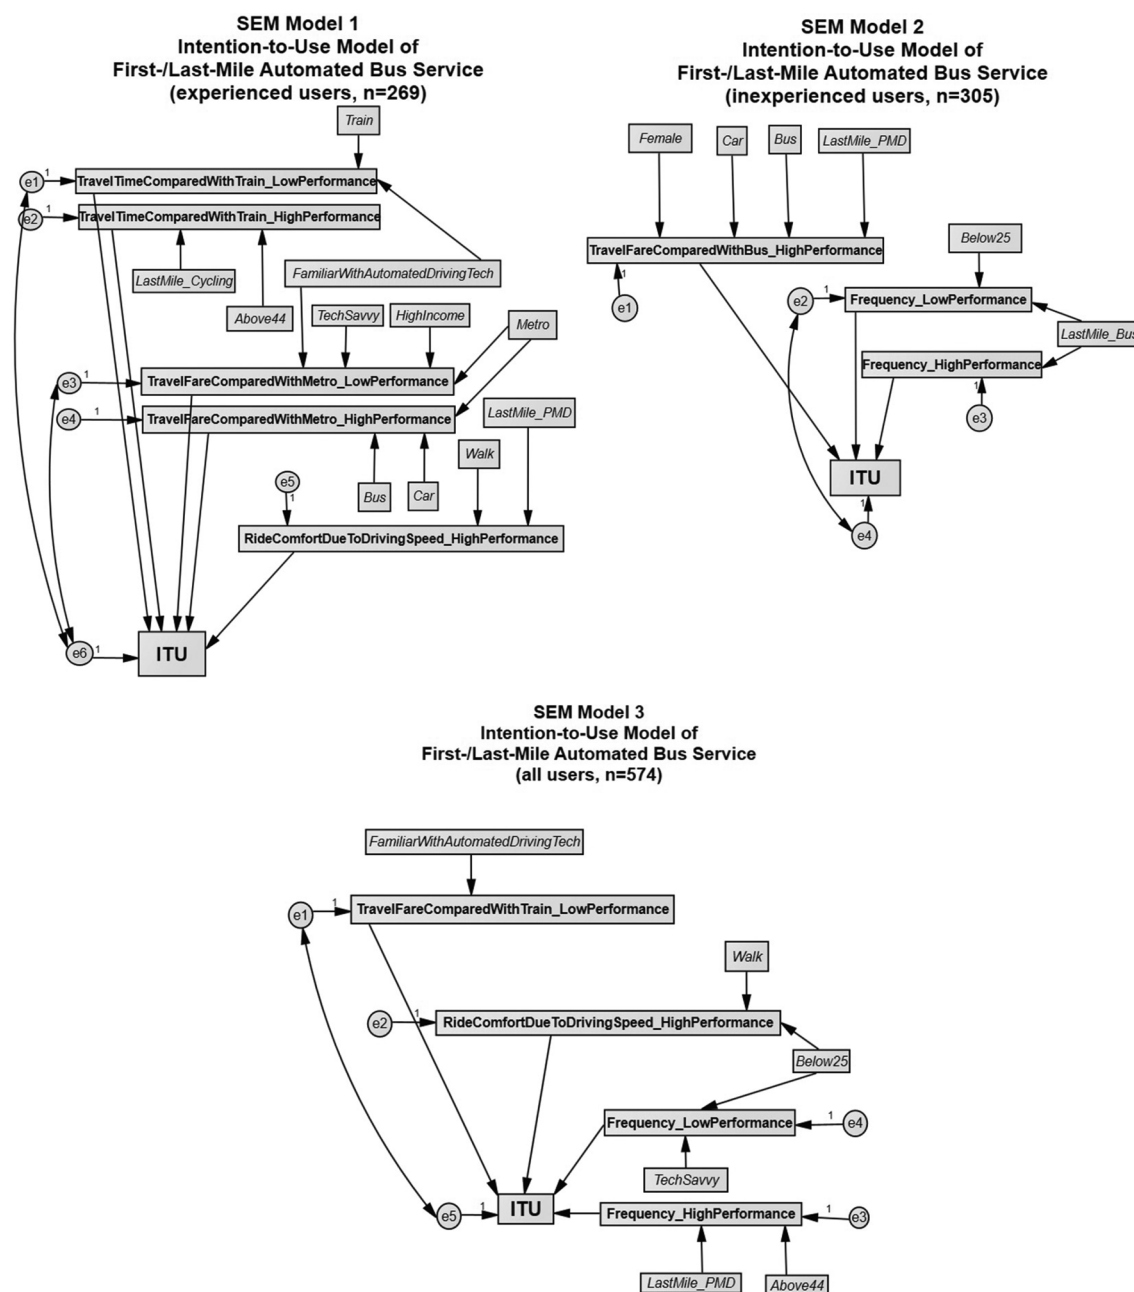 SEM Model 1
Intention-to-Use Model of
First-/Last-Mile Automated Bus Service
(experienced users, n=269)
Train
e1
1
TravelTimeComparedWithTrain_LowPerformance
e2
1
TravelTimeComparedWithTrain_HighPerformance
LastMile_Cycling
FamiliarWithAutomatedDrivingTech
Above44
TechSavvy
HighIncome
Metro
e3
1
TravelFareComparedWithMetro_LowPerformance
e4
1
TravelFareComparedWithMetro_HighPerformance
LastMile_PMD
Walk
Bus
Car
e5
1
RideComfortDueToDrivingSpeed_HighPerformance
e6
1
ITU
SEM Model 2
Intention-to-Use Model of
First-/Last-Mile Automated Bus Service
(inexperienced users, n=305)
Female
Car
Bus
LastMile_PMD
TravelFareComparedWithBus_HighPerformance
1
e1
Below25
e2
1
Frequency_LowPerformance
LastMile_Bus
Frequency_HighPerformance
1
e3
ITU
1
e4
SEM Model 3
Intention-to-Use Model of
First-/Last-Mile Automated Bus Service
(all users, n=574)
FamiliarWithAutomatedDrivingTech
e1
1
TravelFareComparedWithTrain_LowPerformance
Walk
e2
1
RideComfortDueToDrivingSpeed_HighPerformance
Below25
Frequency_LowPerformance
1
e4
TechSavvy
e5
1
ITU
Frequency_HighPerformance
1
e3
LastMile_PMD
Above44